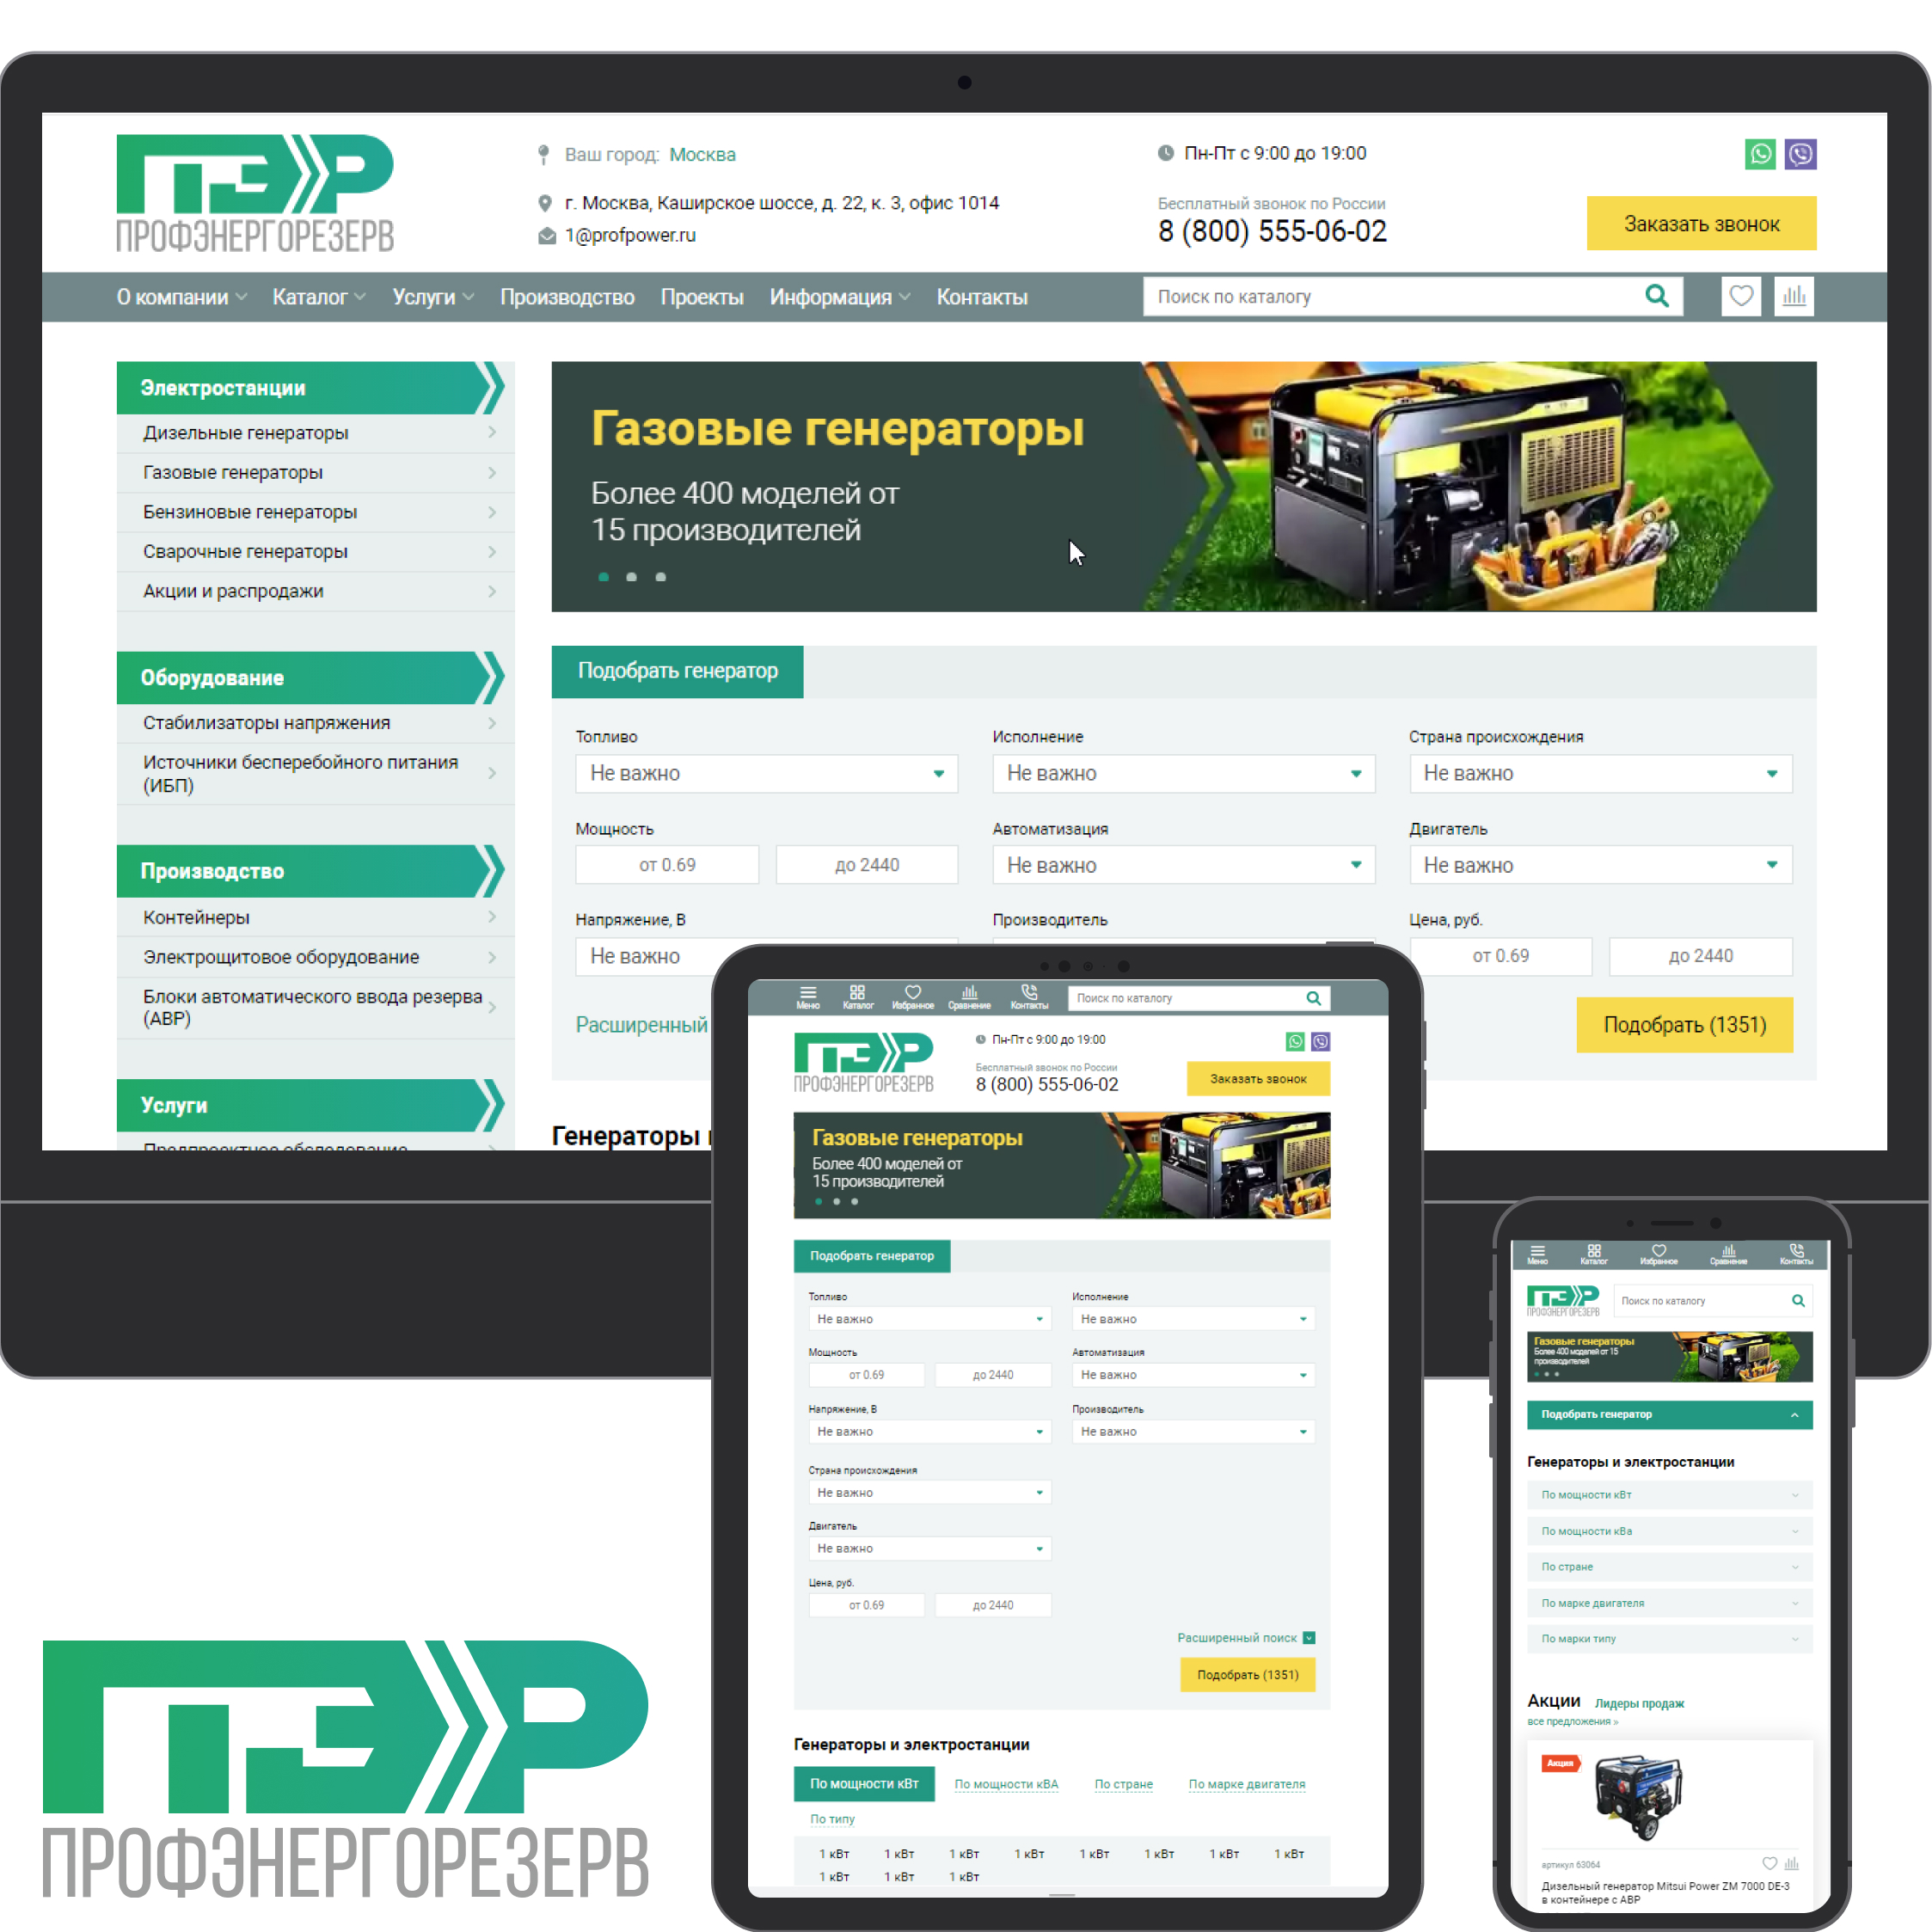 ПЭР
ПРОФЭНЕРГОРЕЗЕРВ
Ваш город: Москва
г. Москва, Каширское шоссе, д. 22, к. 3, офис 1014
1@profpower.ru
Пн-Пт с 9:00 до 19:00
Бесплатный звонок по России
8 (800) 555-06-02
Заказать звонок
О компании Каталог Услуги Производство Проекты Информация Контакты
Поиск по каталогу
Электростанции
Дизельные генераторы
Газовые генераторы
Бензиновые генераторы
Сварочные генераторы
Акции и распродажи
Оборудование
Стабилизаторы напряжения
Источники бесперебойного питания
(ИБП)
Производство
Контейнеры
Электрощитовое оборудование
Блоки автоматического ввода резерва
(АВР)
Услуги
Предпроектное обследование
Газовые генераторы
Более 400 моделей от
15 производителей
Подобрать генератор
Топливо Исполнение Страна происхождения
Не важно Не важно Не важно
Мощность Автоматизация Двигатель
от 0.69 до 2440 Не важно Не важно
Напряжение, В Производитель Цена, руб.
Не важно от 0.69 до 2440
Расширенный
Подобрать (1351)
Генераторы
Меню Каталог Избранное Сравнение Контакты
Поиск по каталогу
ПЭР
ПРОФЭНЕРГОРЕЗЕРВ
Пн-Пт с 9:00 до 19:00
Бесплатный звонок по России
8 (800) 555-06-02
Заказать звонок
Газовые генераторы
Более 400 моделей от
15 производителей
Подобрать генератор
Топливо Исполнение
Не важно Не важно
Мощность Автоматизация
от 0.69 до 2440 Не важно
Напряжение, В Производитель
Не важно Не важно
Страна происхождения
Не важно
Двигатель
Не важно
Цена, руб.
от 0.69 до 2440
Расширенный поиск
Подобрать (1351)
Генераторы и электростанции
По мощности кВт По мощности кВА По стране По марке двигателя
По типу
1 кВт 1 кВт 1 кВт 1 кВт 1 кВт 1 кВт 1 кВт 1 кВт
1 кВт 1 кВт 1 кВт
Меню Каталог Избранное Сравнение Контакты
ПЭР
ПРОФЭНЕРГОРЕЗЕРВ
Поиск по каталогу
Газовые генераторы
Более 400 моделей от 15
производителей
Подобрать генератор
Генераторы и электростанции
По мощности кВт
По мощности кВа
По стране
По марке двигателя
По марки типу
Акции Лидеры продаж
все предложения »
Акция
артикул 63064
Дизельный генератор Mitsui Power ZM 7000 DE-3
в контейнере с АВР
ПЭР
ПРОФЭНЕРГОРЕЗЕРВ